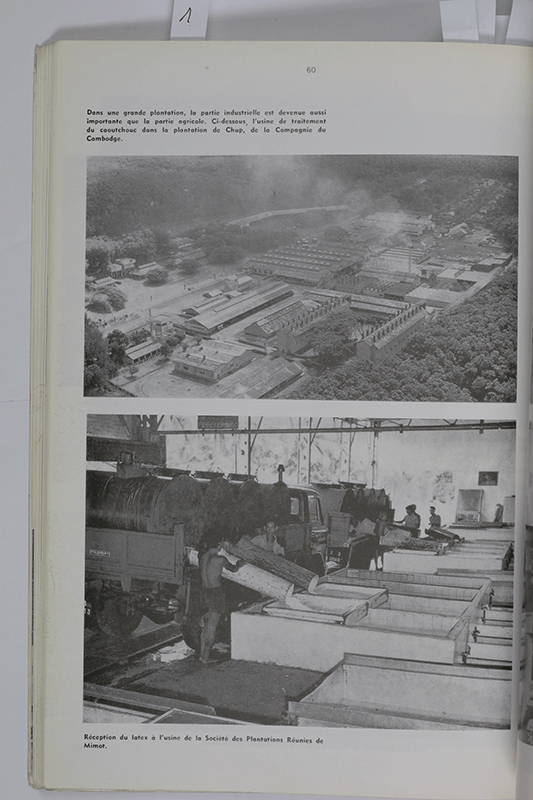 1
60
Dans une grande plantation, la partie industrielle est devenue aussi
importante que la partie agricole. Ci-dessous, l'usine de traitement
du caoutchouc dans la plantation de Chup, de la Compagnie du
Cambodge.
Réception du latex à l'usine de la Société des Plantations Réunies de
Mimot.